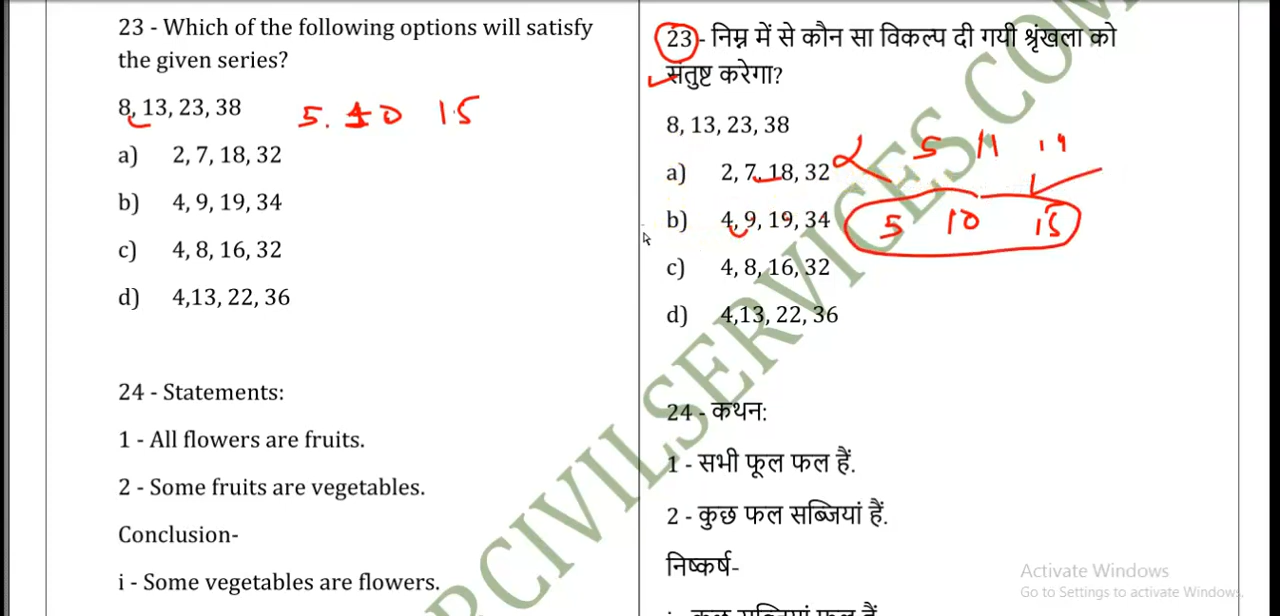 23 - Which of the following options will satisfy
the given series?
8, 13, 23, 38
5. 10 15
a) 2, 7, 18, 32
b) 4, 9, 19, 34
c) 4, 8, 16, 32
d) 4,13, 22, 36
24 - Statements:
1 - All flowers are fruits.
2 - Some fruits are vegetables.
Conclusion-
i - Some vegetables are flowers.
23 - निम्न में से कौन सा विकल्प दी गयी श्रृंखला को
संतुष्ट करेगा?
8, 13, 23, 38
a) 2, 7, 18, 32
5 11 14
b) 4, 9, 19, 34
5 10 15
c) 4, 8, 16, 32
d) 4,13, 22, 36
24 - कथन:
1 - सभी फूल फल हैं.
2 - कुछ फल सब्जियां हैं.
निष्कर्ष-
RCIVILSERVICES.COM
Activate Windows
Go to Settings to activate Windows.